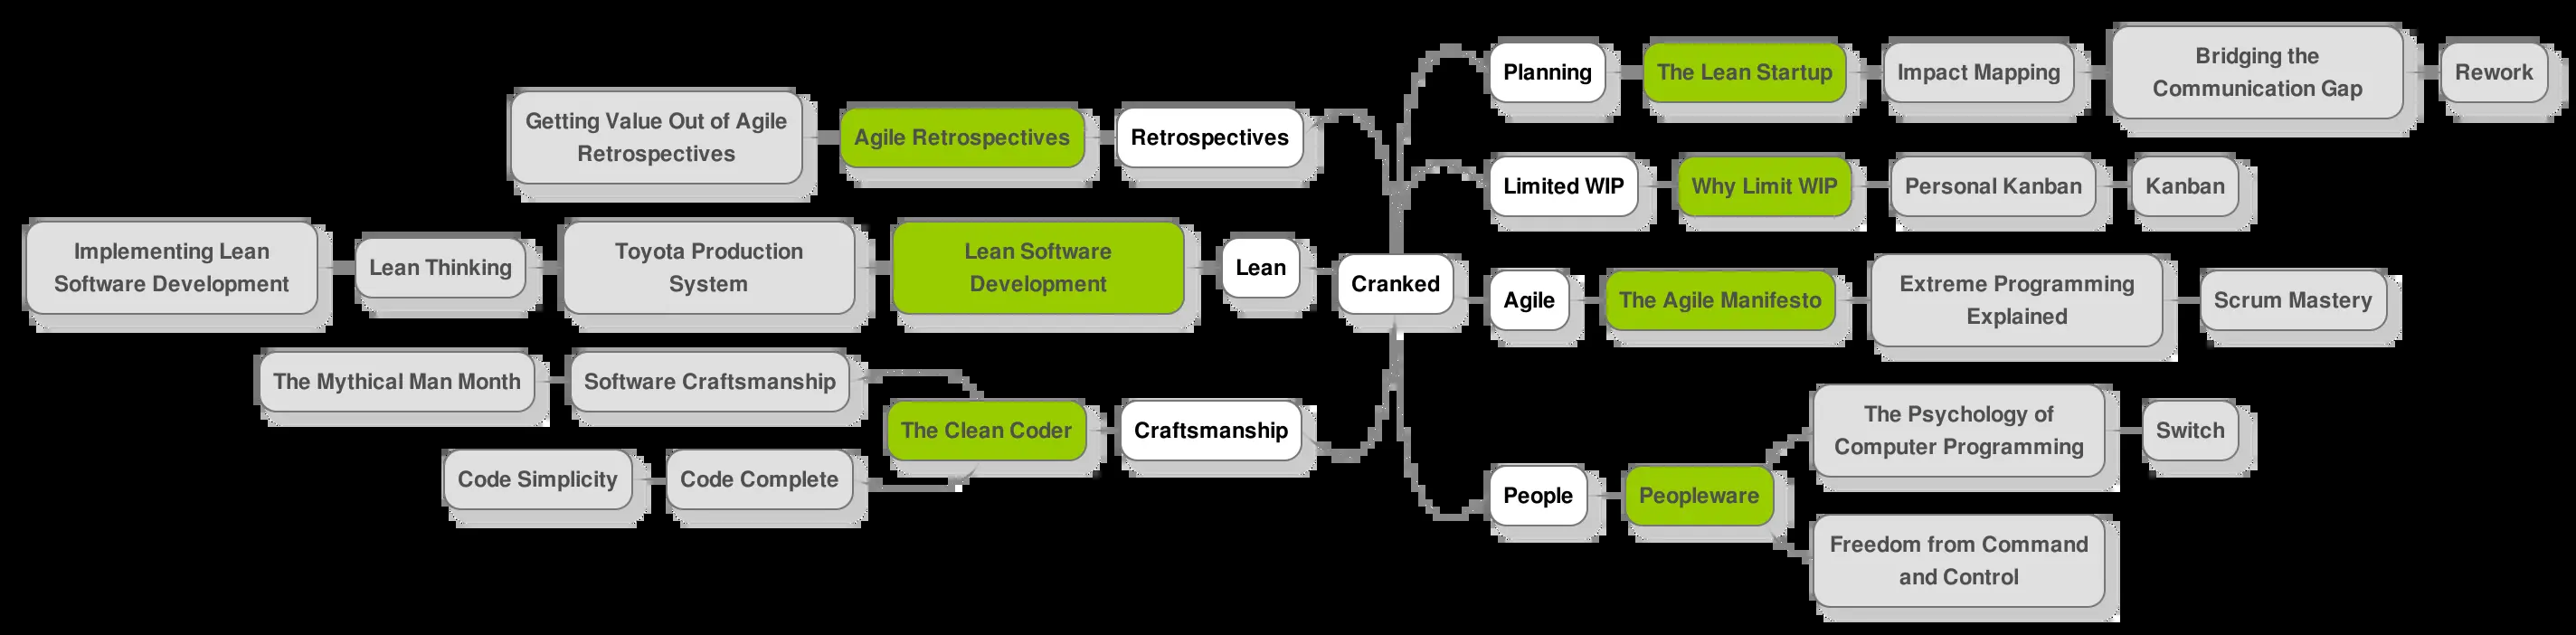 Getting Value Out of Agile
Retrospectives
Agile Retrospectives
Retrospectives
Implementing Lean
Software Development
Lean Thinking
Toyota Production
System
Lean Software
Development
Lean
The Mythical Man Month
Software Craftsmanship
The Clean Coder
Craftsmanship
Code Simplicity
Code Complete
Cranked
Planning
The Lean Startup
Impact Mapping
Bridging the
Communication Gap
Rework
Limited WIP
Why Limit WIP
Personal Kanban
Kanban
Agile
The Agile Manifesto
Extreme Programming
Explained
Scrum Mastery
People
Peopleware
The Psychology of
Computer Programming
Switch
Freedom from Command
and Control